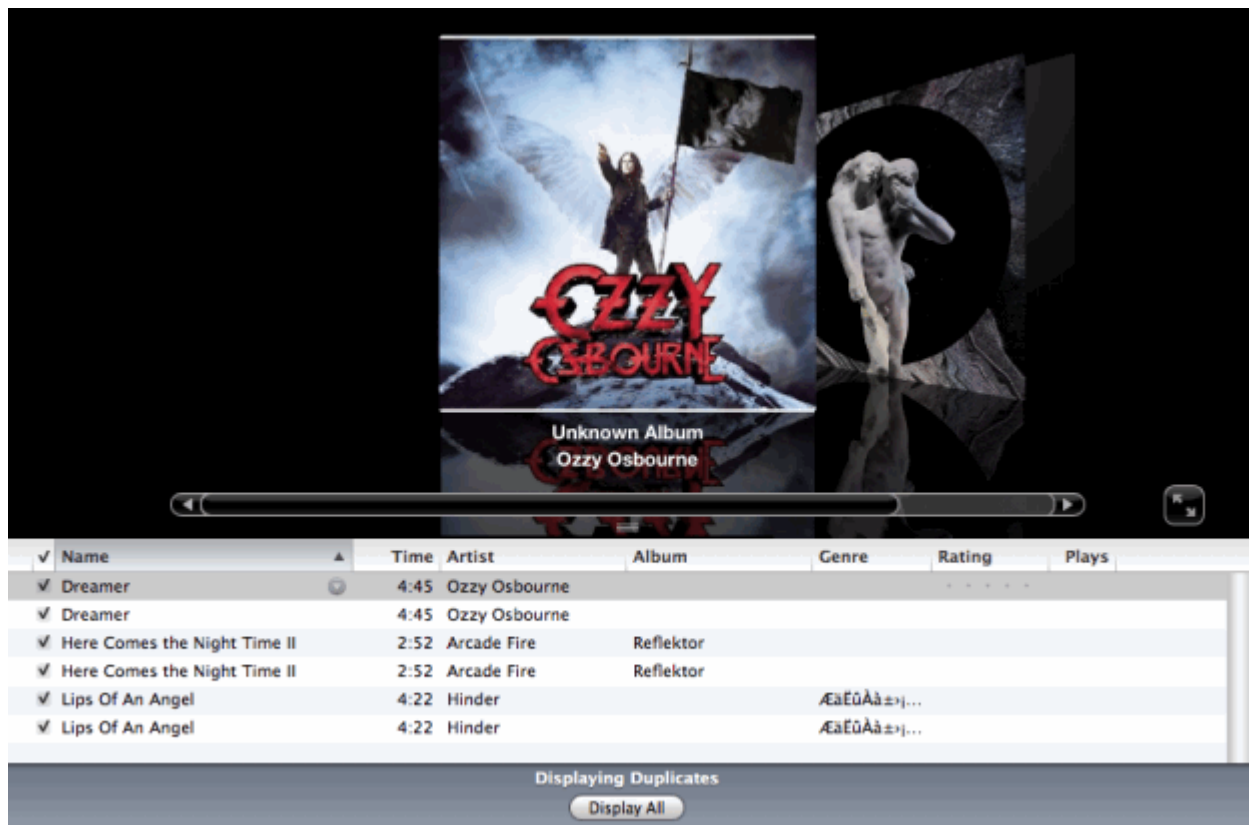 OZZY
OSBOURNE
Unknown Album
Ozzy Osbourne
✓ Name Time Artist Album Genre Rating Plays
✓ Dreamer 4:45 Ozzy Osbourne
✓ Dreamer 4:45 Ozzy Osbourne
✓ Here Comes the Night Time II 2:52 Arcade Fire Reflektor
✓ Here Comes the Night Time II 2:52 Arcade Fire Reflektor
✓ Lips Of An Angel 4:22 Hinder ÆäËûÀà±›¡...
✓ Lips Of An Angel 4:22 Hinder ÆäËûÀà±›¡...
Displaying Duplicates
Display All